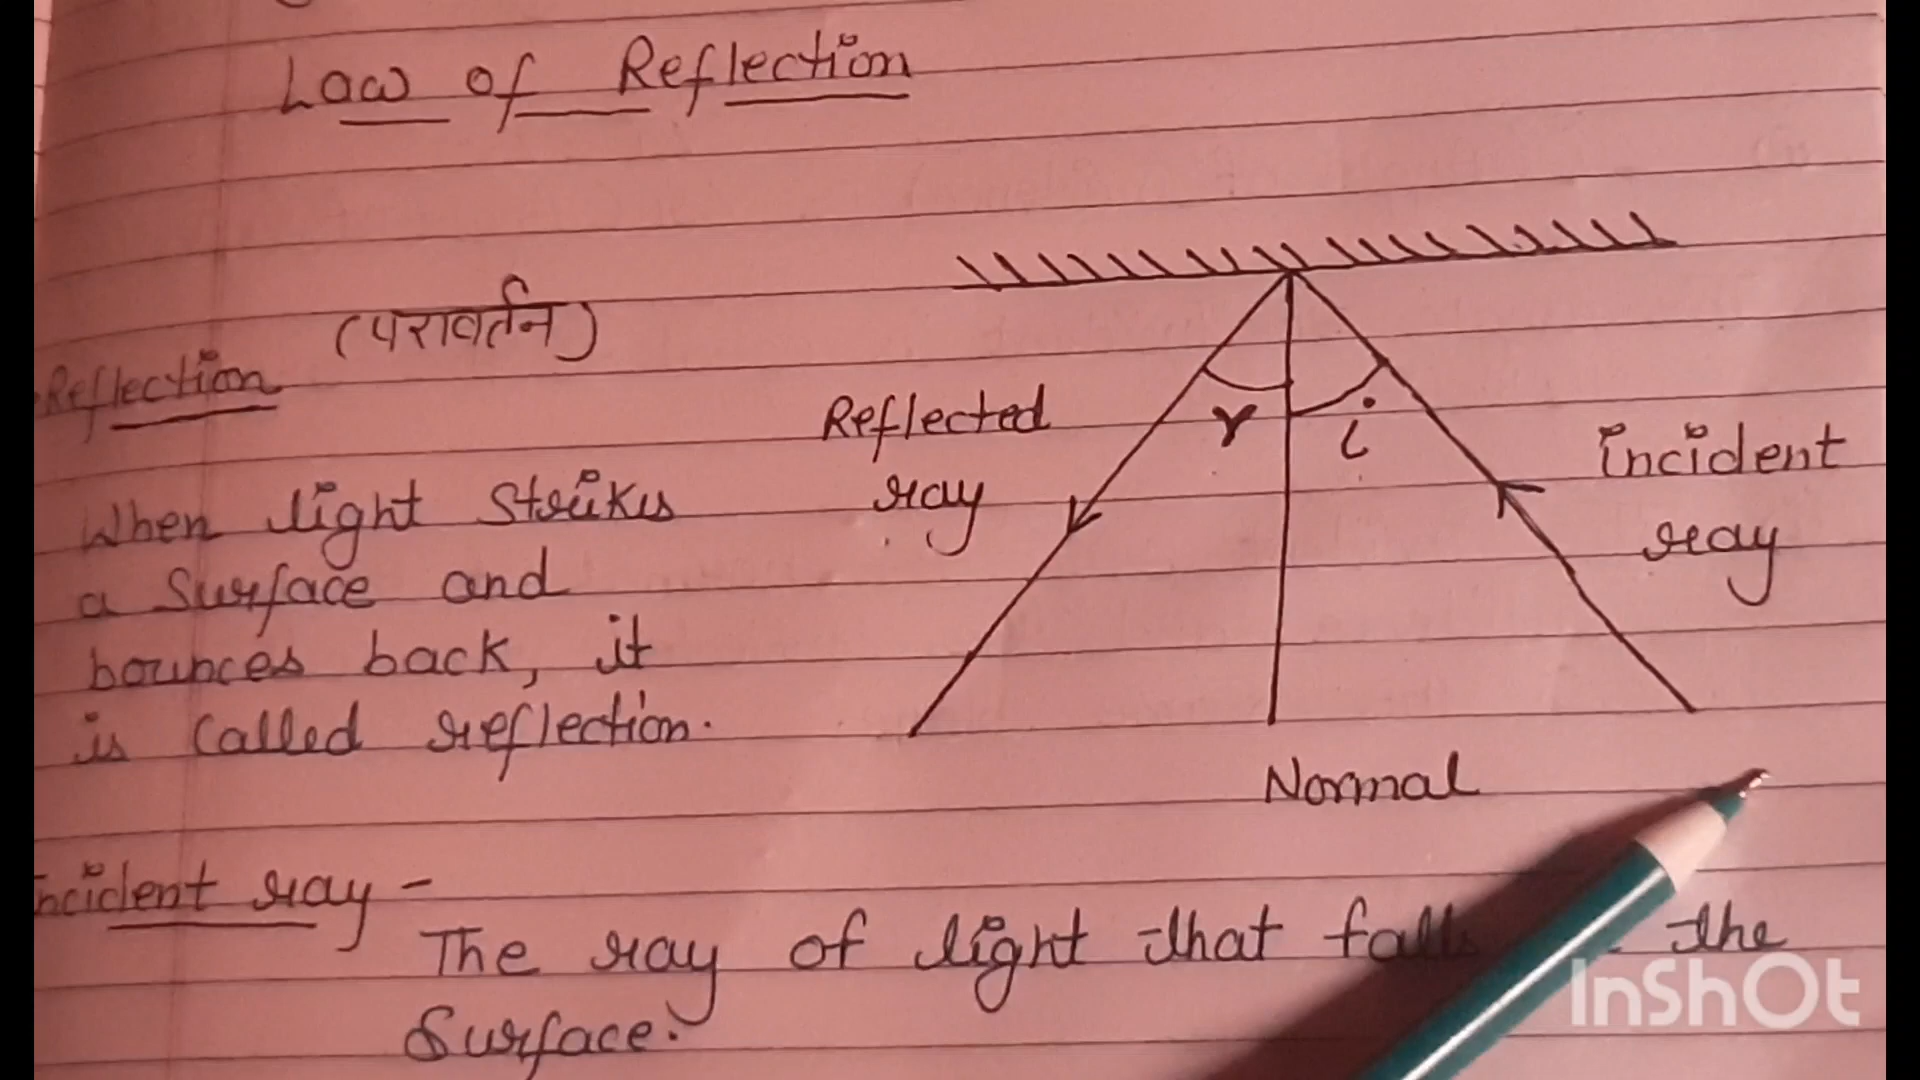 Law of Reflection
(परावर्तन)
Reflection
When light strikes
a surface and
bounces back, it
is called reflection.
Reflected
ray
r
i
incident
ray
Normal
incident ray -
The ray of light that falls the
Surface.
InShOt